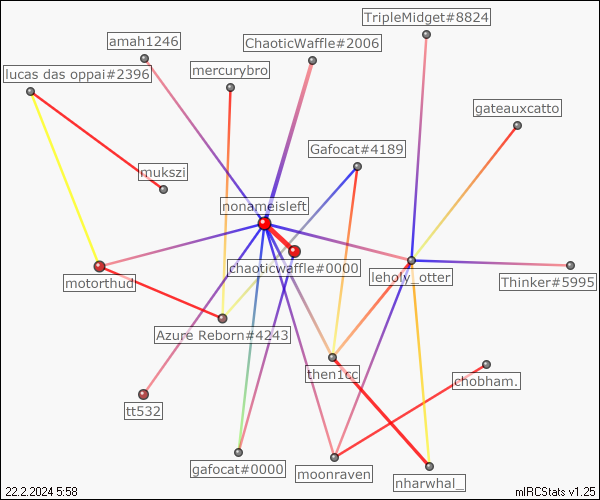 TripleMidget#8824
amah1246
ChaoticWaffle#2006
lucas das oppai#2396
mercurybro
gateauxcatto
Gafocat#4189
mukszi
nonameisleft
chaoticwaffle#0000
motorthud
leholy_otter
Thinker#5995
Azure Reborn#4243
then1cc
chobham.
tt532
gafocat#0000
moonraven
nharwhal_
22.2.2024 5:58
mIRCStats v1.25